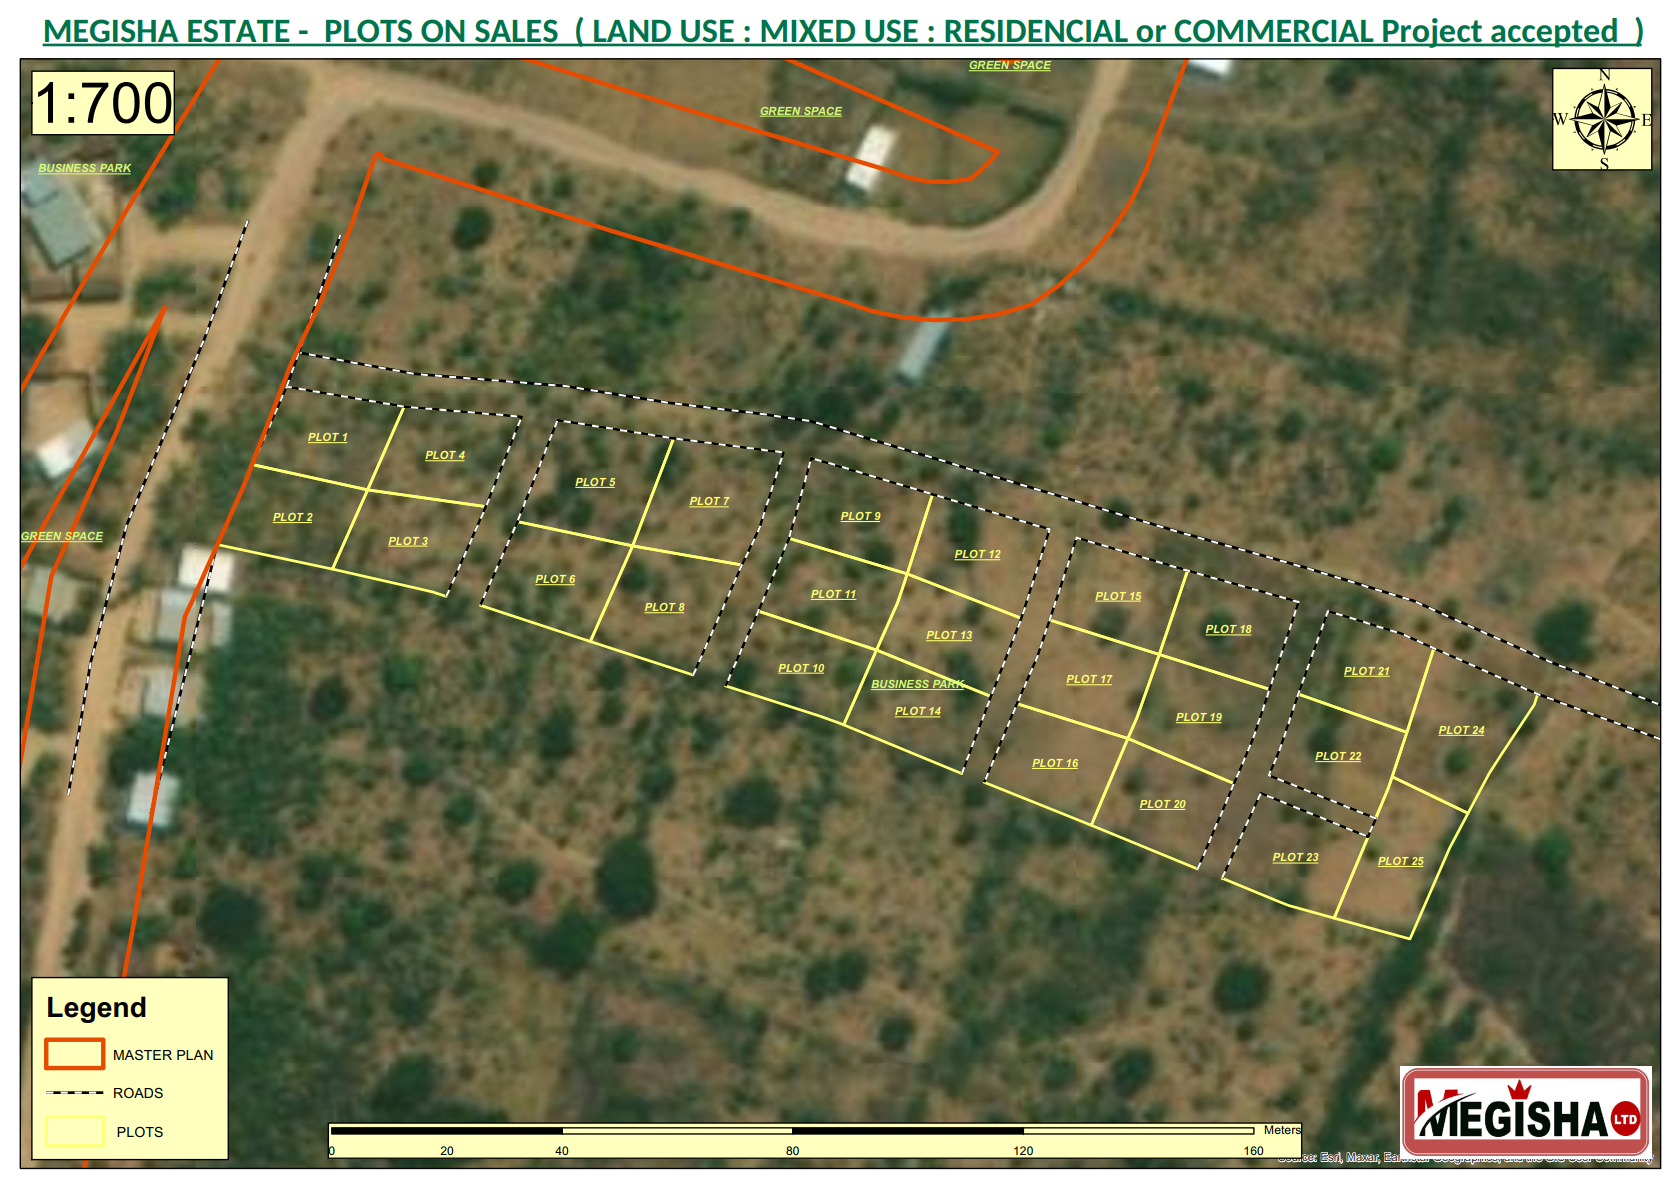 MEGISHA ESTATE - PLOTS ON SALES ( LAND USE : MIXED USE : RESIDENCIAL or COMMERCIAL Project accepted )
1:700
GREEN SPACE
GREEN SPACE
N
W E
S
BUSINESS PARK
PLOT 1
PLOT 4
PLOT 2
PLOT 3
GREEN SPACE
PLOT 5
PLOT 7
PLOT 6
PLOT 8
PLOT 9
PLOT 12
PLOT 11
PLOT 13
PLOT 10
BUSINESS PARK
PLOT 14
PLOT 15
PLOT 18
PLOT 17
PLOT 19
PLOT 16
PLOT 20
PLOT 21
PLOT 24
PLOT 22
PLOT 23
PLOT 25
Legend
MASTER PLAN
ROADS
PLOTS
Meters
0 20 40 80 120 160
MEGISHA LTD
Esri, Maxar,